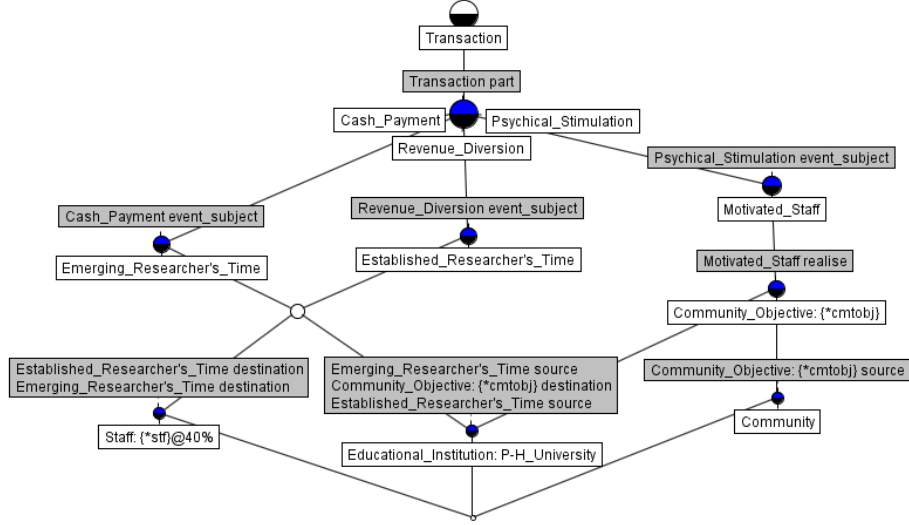 Transaction
Transaction part
Cash_Payment
Psychical_Stimulation
Revenue_Diversion
Psychical_Stimulation event_subject
Cash_Payment event_subject
Revenue_Diversion event_subject
Motivated_Staff
Emerging_Researcher's_Time
Established_Researcher's_Time
Motivated_Staff realise
Community_Objective: {*cmtobj}
Established_Researcher's_Time destination
Emerging_Researcher's_Time destination
Emerging_Researcher's_Time source
Community_Objective: {*cmtobj} destination
Established_Researcher's_Time source
Community_Objective: {*cmtobj} source
Staff: {*stf}@40%
Educational_Institution: P-H_University
Community